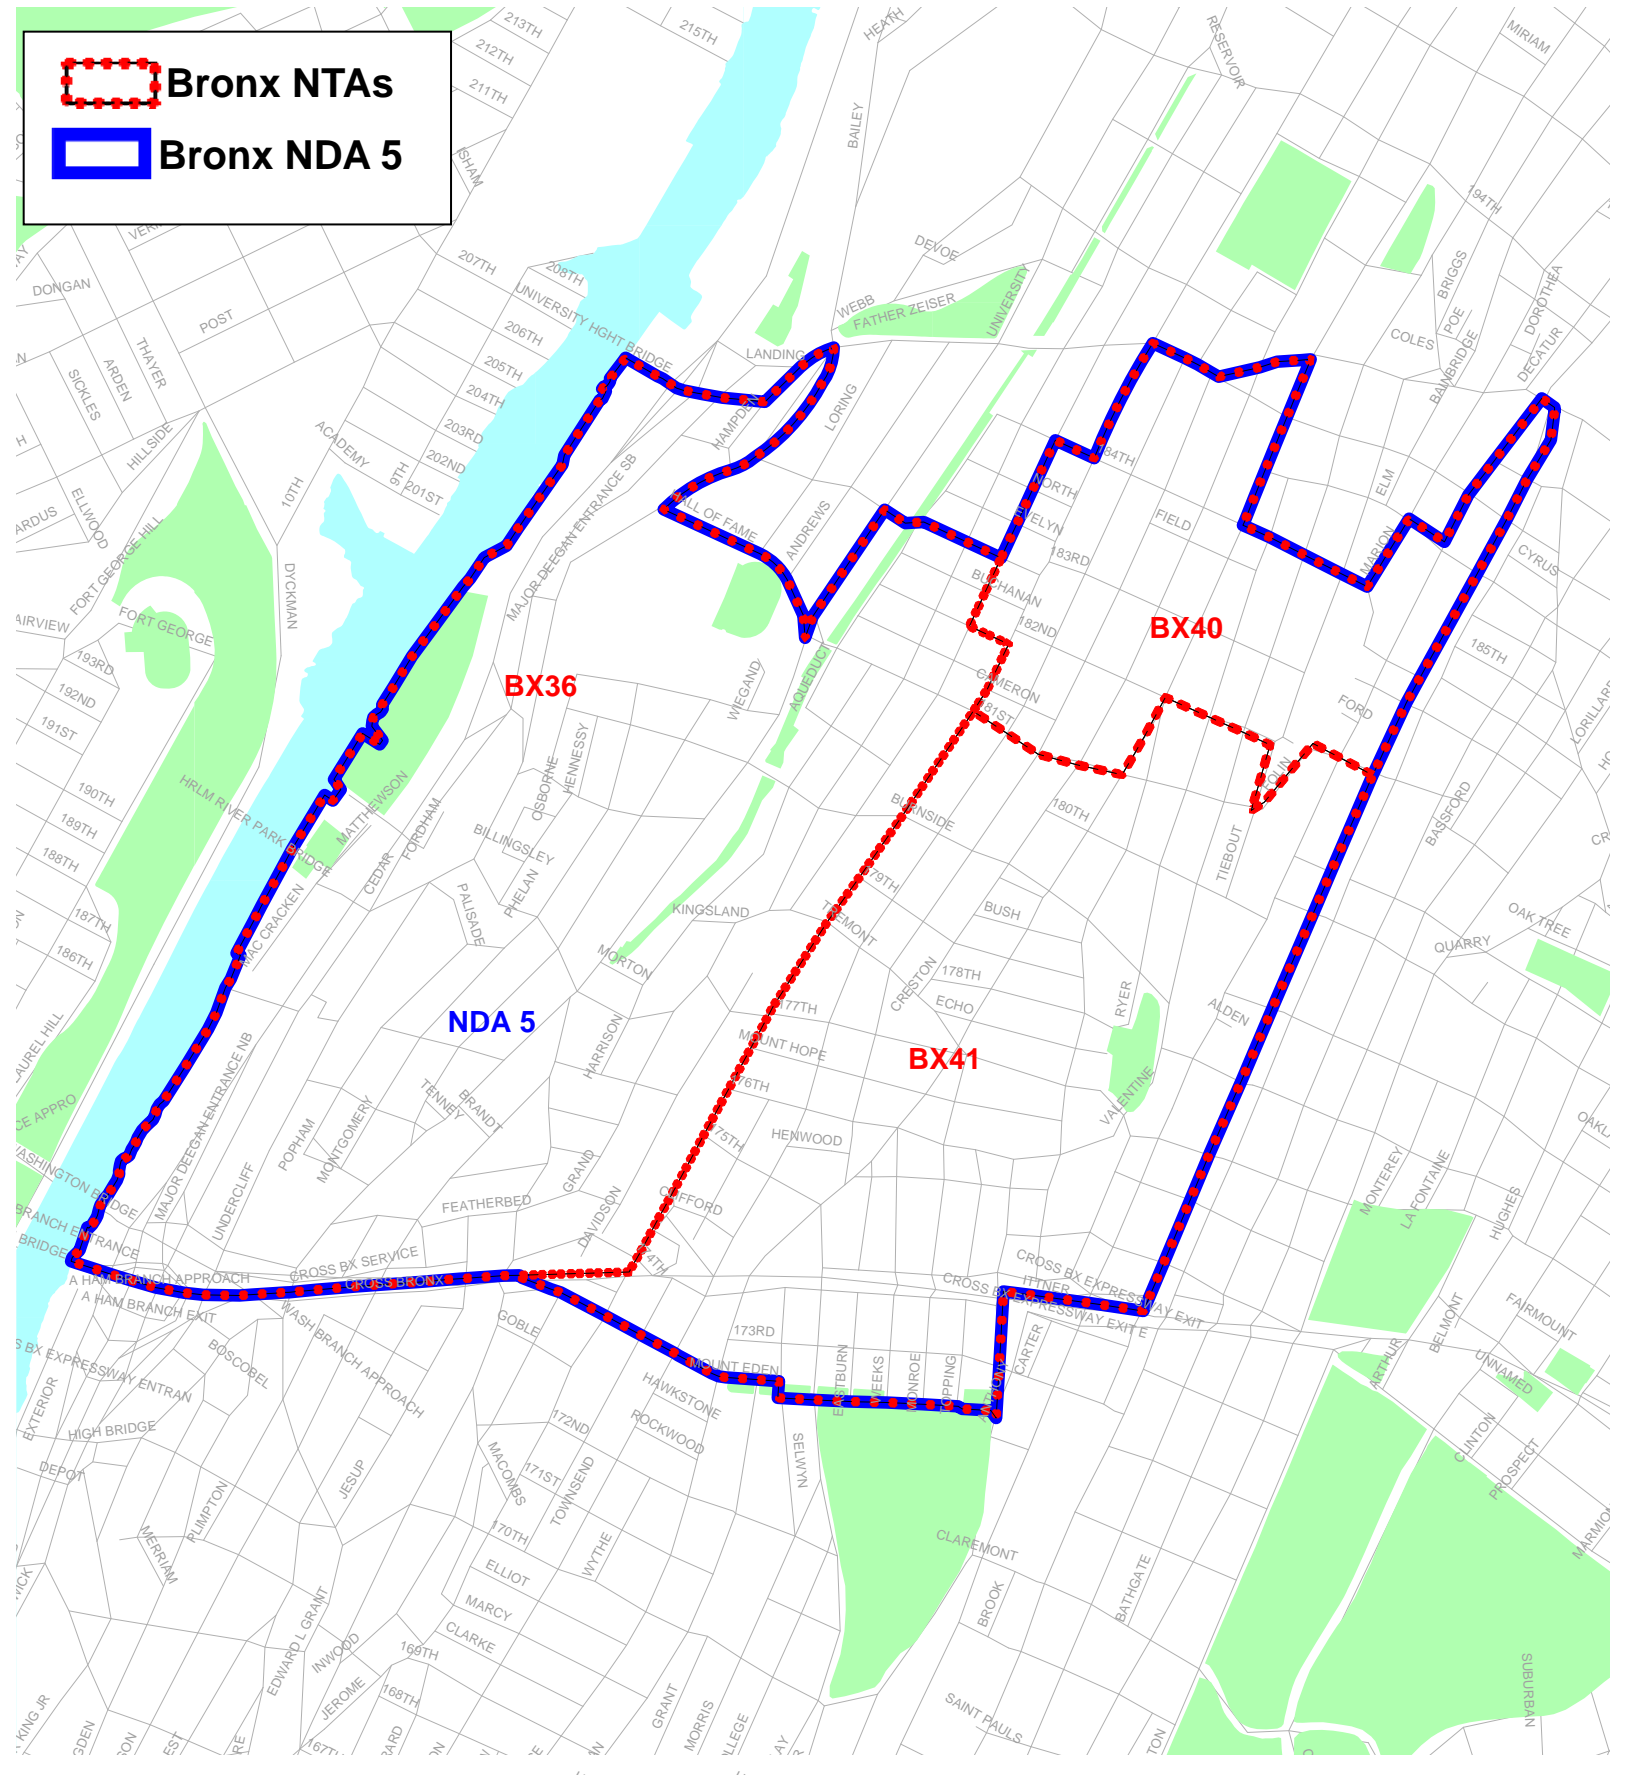 Bronx NTAs
Bronx NDA 5
213TH
212TH
211TH
215TH
HEATH
RESERVOIR
MIRIAM
BAILEY
ISHAM
194TH
DONGAN
POST
207TH
208TH
UNIVERSITY HGHT BRIDGE
DEVOE
WEBB
FATHER ZEISER
UNIVERSITY
BRIGGS
POE
DOROTHEA
COLES
BAINBRIDGE
DECATUR
THAYER
ARDEN
SICKLES
206TH
205TH
204TH
203RD
202ND
201ST
9TH
ACADEMY
HILLSIDE
LANDING
HAMPDEN
LORING
ELLWOOD
10TH
FORT GEORGE HILL
MAJOR DEEGAN ENTRANCE SB
HALL OF FAME
ANDREWS
184TH
NORTH
EVELYN
183RD
FIELD
ELM
MARION
CYRUS
BUCHANAN
182ND
BX40
185TH
DYCKMAN
FORT GEORGE
193RD
192ND
191ST
BX36
WIEGAND
AQUEDUCT
CAMERON
181ST
FORD
HENNESSY
OSBORNE
HRLM RIVER PARK BRIDGE
MATTHEWSON
FORDHAM
BILLINGSLEY
CEDAR
PHELAN
PALISADE
BURNSIDE
180TH
FOLIN
TIEBOUT
BASSFORD
190TH
189TH
188TH
187TH
186TH
MAC CRACKEN
179TH
TREMONT
BUSH
KINGSLAND
MORTON
OAK TREE
QUARRY
CRESTON
178TH
ECHO
RYER
ALDEN
NDA 5
177TH
MOUNT HOPE
176TH
BX41
HARRISON
VALENTINE
LAUREL HILL
MAJOR DEEGAN ENTRANCE NB
TENNEY
BRANDT
POPHAM
MONTGOMERY
175TH
HENWOOD
MONTEREY
LA FONTAINE
HUGHES
WASHINGTON BRIDGE
UNDERCLIFF
FEATHERBED
GRAND
DAVIDSON
CLIFFORD
174TH
BRANCH ENTRANCE
BRIDGE
A HAM BRANCH APPROACH
A HAM BRANCH EXIT
CROSS BX SERVICE
CROSS BRONX
CROSS BX EXPRESSWAY EXIT
ITTNER
CROSS BX EXPRESSWAY EXIT E
WASH BRANCH APPROACH
GOBLE
173RD
MOUNT EDEN
CARTER
BELMONT
FAIRMOUNT
ARTHUR
UNNAMED
BOSCOBEL
HAWKSTONE
ROCKWOOD
EASTBURN
WEEKS
MONROE
TOPPING
ANTHONY
EXTERIOR
HIGH BRIDGE
DEPOT
JESUP
172ND
171ST
MACOMBS
TOWNSEND
SELWYN
CLINTON
PROSPECT
PLIMPTON
MERRIAM
170TH
WYTHE
ELLIOT
MARCY
CLARKE
CLAREMONT
BROOK
BATHGATE
EDWARD L GRANT
INWOOD
169TH
168TH
JEROME
GRANT
MORRIS
SAINT PAULS
SUBURBAN